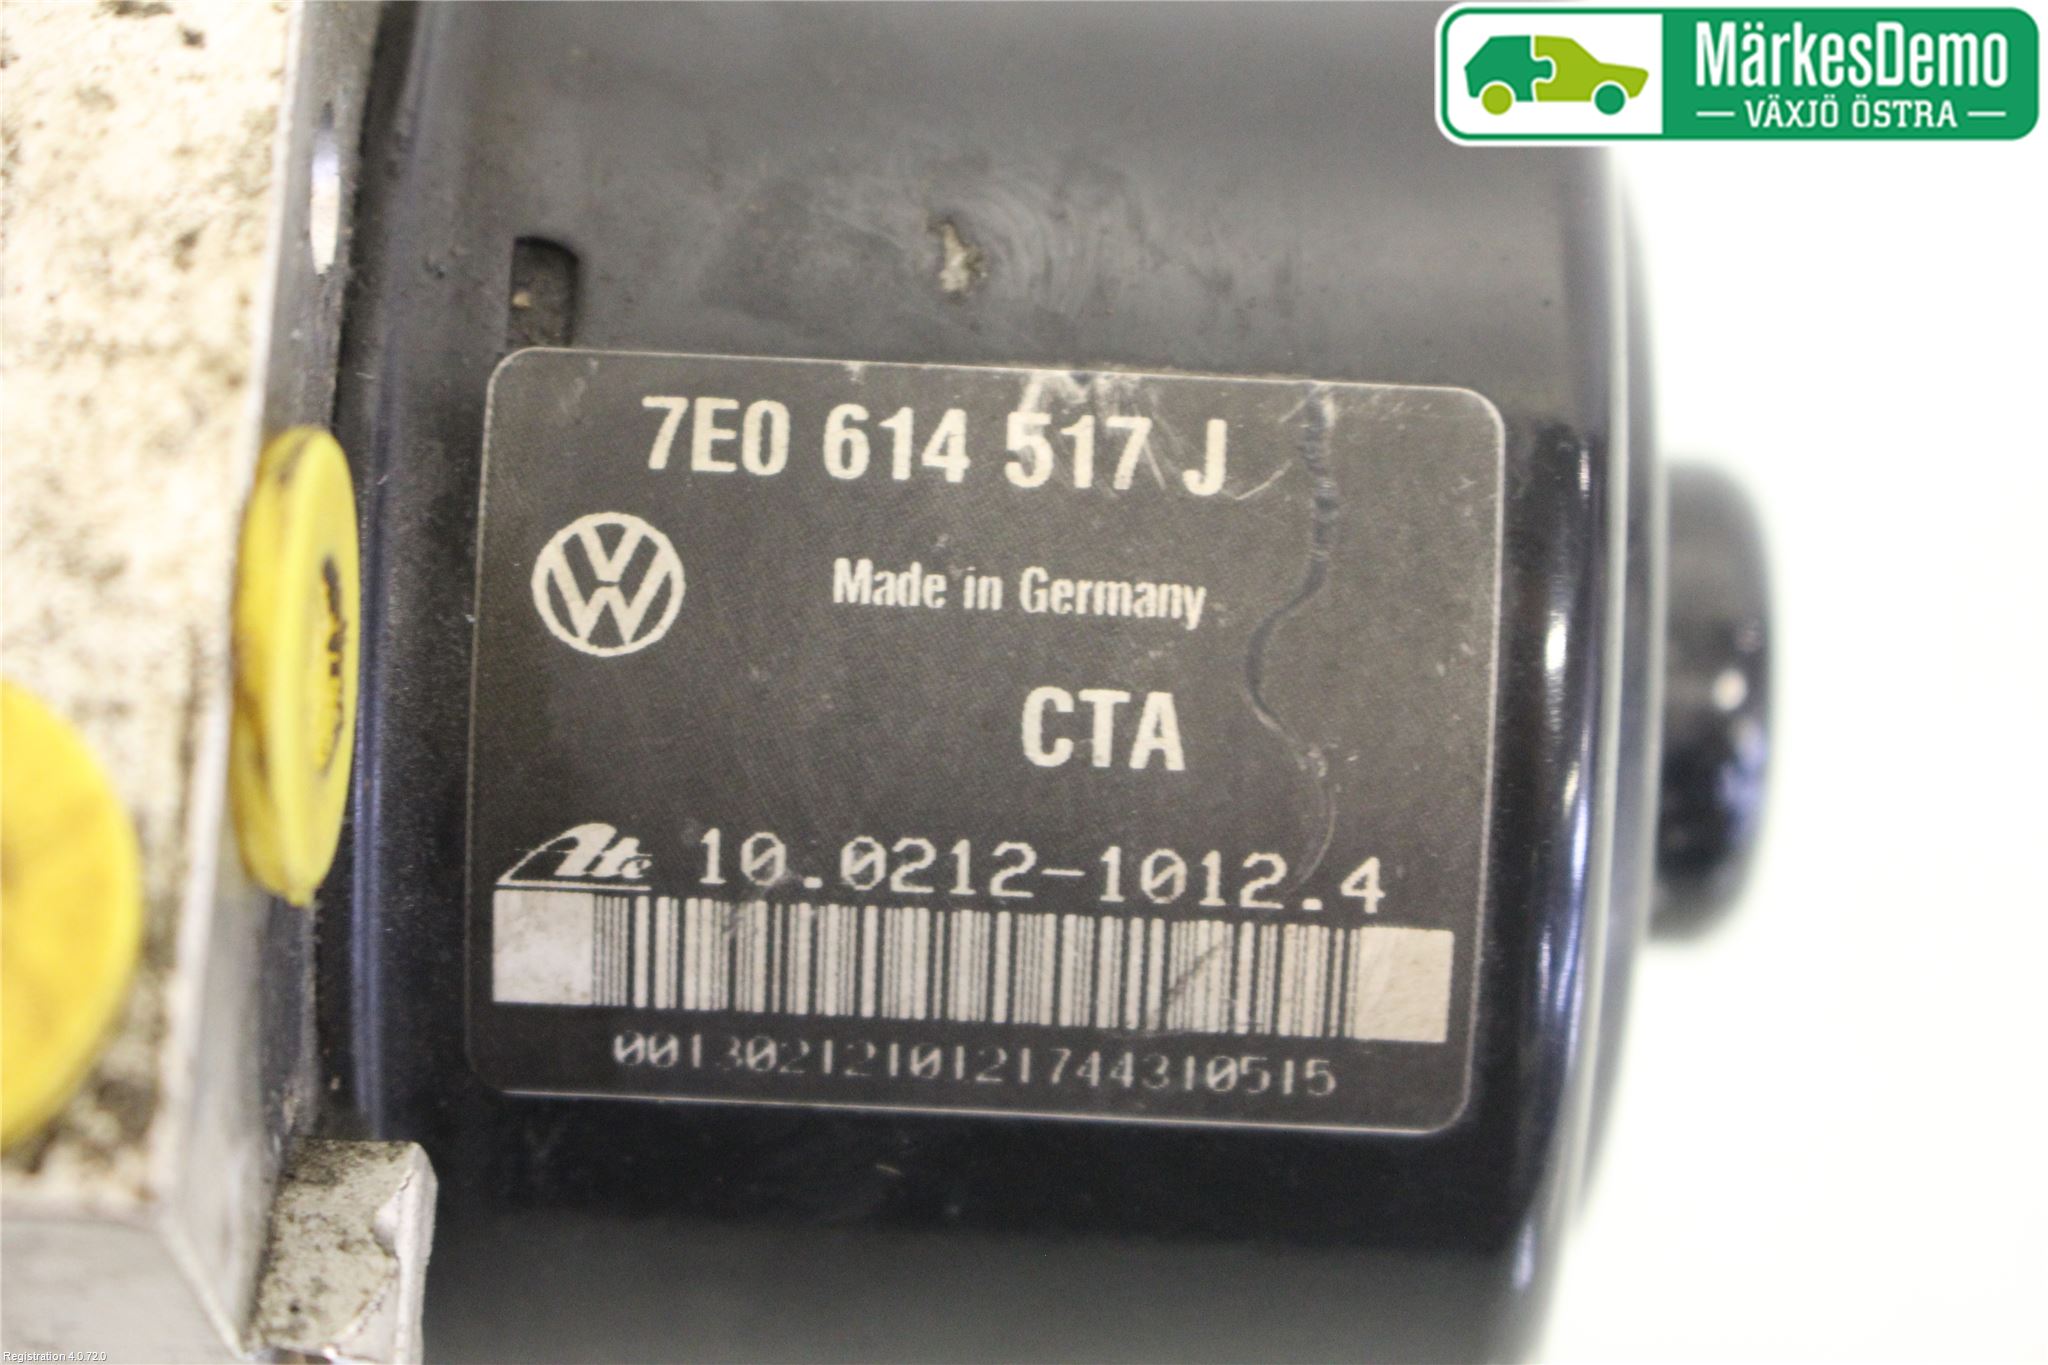 MärkesDemo
VÄXJÖ ÖSTRA
7E0 614 517 J
Made in Germany
CTA
Ate 10.0212-1012.4
0013021210121744310515
Registration 4.0.72.0